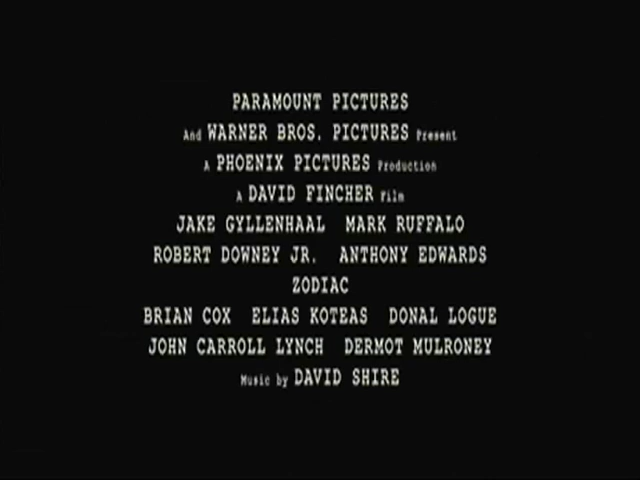 PARAMOUNT PICTURES
And WARNER BROS. PICTURES Present
A PHOENIX PICTURES Production
A DAVID FINCHER Film
JAKE GYLLENHAAL MARK RUFFALO
ROBERT DOWNEY JR. ANTHONY EDWARDS
ZODIAC
BRIAN COX ELIAS KOTEAS DONAL LOGUE
JOHN CARROLL LYNCH DERMOT MULRONEY
Music by DAVID SHIRE